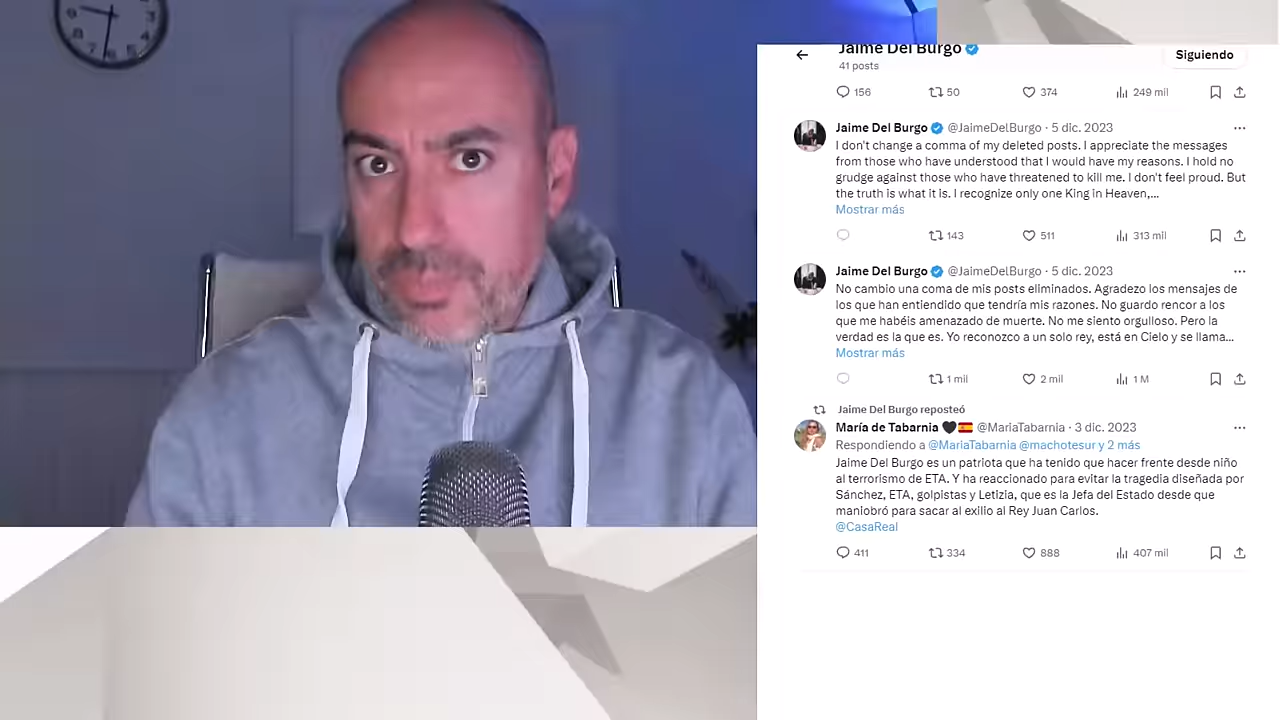 Jaime Del Burgo
41 posts
Siguiendo
156 50 374 249 mil
Jaime Del Burgo @JaimeDelBurgo · 5 dic. 2023
I don't change a comma of my deleted posts. I appreciate the messages
from those who have understood that I would have my reasons. I hold no
grudge against those who have threatened to kill me. I don't feel proud. But
the truth is what it is. I recognize only one King in Heaven,...
Mostrar más
143 511 313 mil
Jaime Del Burgo @JaimeDelBurgo · 5 dic. 2023
No cambio una coma de mis posts eliminados. Agradezo los mensajes de
los que han entiendido que tendría mis razones. No guardo rencor a los
que me habéis amenazado de muerte. No me siento orgulloso. Pero la
verdad es la que es. Yo reconozco a un solo rey, está en Cielo y se llama...
Mostrar más
1 mil 2 mil 1 M
Jaime Del Burgo reposteó
María de Tabarnia 🖤🇪🇸 @MariaTabarnia · 3 dic. 2023
Respondiendo a @MariaTabarnia @machotesur y 2 más
Jaime Del Burgo es un patriota que ha tenido que hacer frente desde niño
al terrorismo de ETA. Y ha reaccionado para evitar la tragedia diseñada por
Sánchez, ETA, golpistas y Letizia, que es la Jefa del Estado desde que
maniobró para sacar al exilio al Rey Juan Carlos.
@CasaReal
411 334 888 407 mil